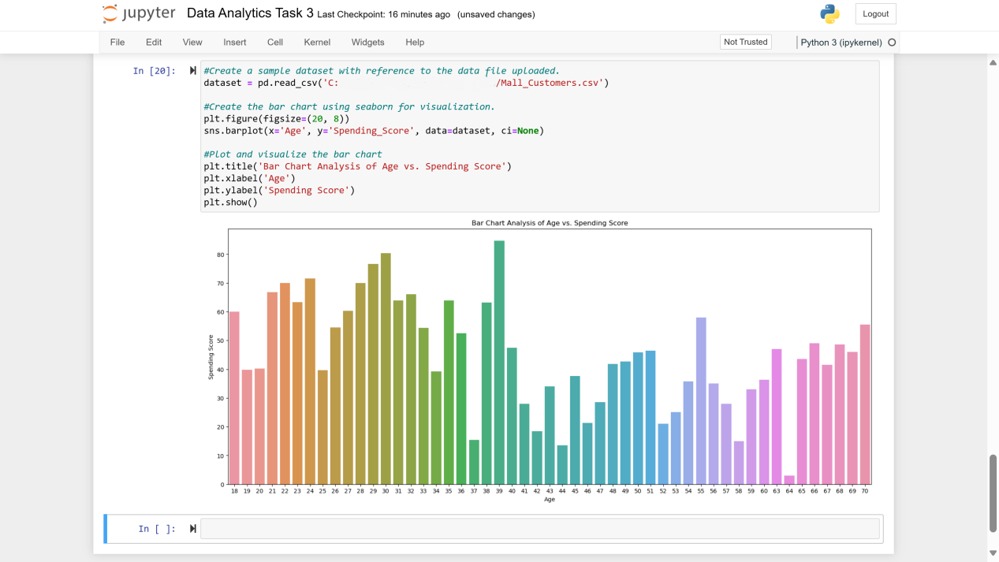 jupyter Data Analytics Task 3 Last Checkpoint: 16 minutes ago (unsaved changes)
Logout
File Edit View Insert Cell Kernel Widgets Help
Not Trusted
Python 3 (ipykernel)
In [20]:
#Create a sample dataset with reference to the data file uploaded.
dataset = pd.read_csv('C: /Mall_Customers.csv')
#Create the bar chart using seaborn for visualization.
plt.figure(figsize=(20, 8))
sns.barplot(x='Age', y='Spending_Score', data=dataset, ci=None)
#Plot and visualize the bar chart
plt.title('Bar Chart Analysis of Age vs. Spending Score')
plt.xlabel('Age')
plt.ylabel('Spending Score')
plt.show()
Bar Chart Analysis of Age vs. Spending Score
80
70
60
50
40
30
20
10
0
Spending Score
18 19 20 21 22 23 24 25 26 27 28 29 30 31 32 33 34 35 36 37 38 39 40 41 42 43 44 45 46 47 48 49 50 51 52 53 54 55 56 57 58 59 60 63 64 65 66 67 68 69 70
Age
In [ ]: